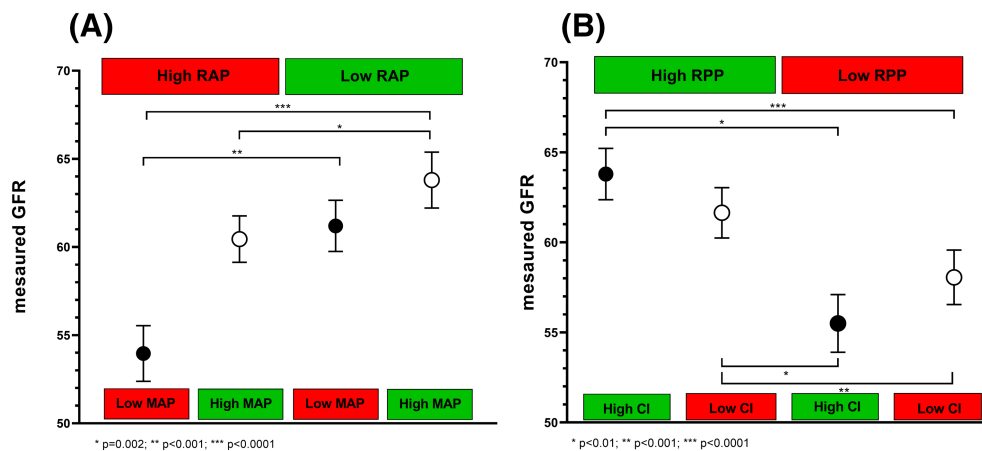 (A)
High RAP Low RAP
mesaured GFR
70
65
60
55
50
***
*
**
Low MAP High MAP Low MAP High MAP
* p=0.002; ** p<0.001; *** p<0.0001
(B)
High RPP Low RPP
mesaured GFR
70
65
60
55
50
***
*
*
**
High CI Low CI High CI Low CI
* p<0.01; ** p<0.001; *** p<0.0001